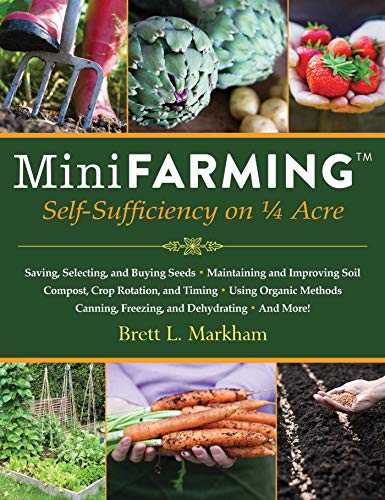 MiniFARMING™
Self-Sufficiency on ¼ Acre
Saving, Selecting, and Buying Seeds • Maintaining and Improving Soil
Compost, Crop Rotation, and Timing • Using Organic Methods
Canning, Freezing, and Dehydrating • And More!
Brett L. Markham